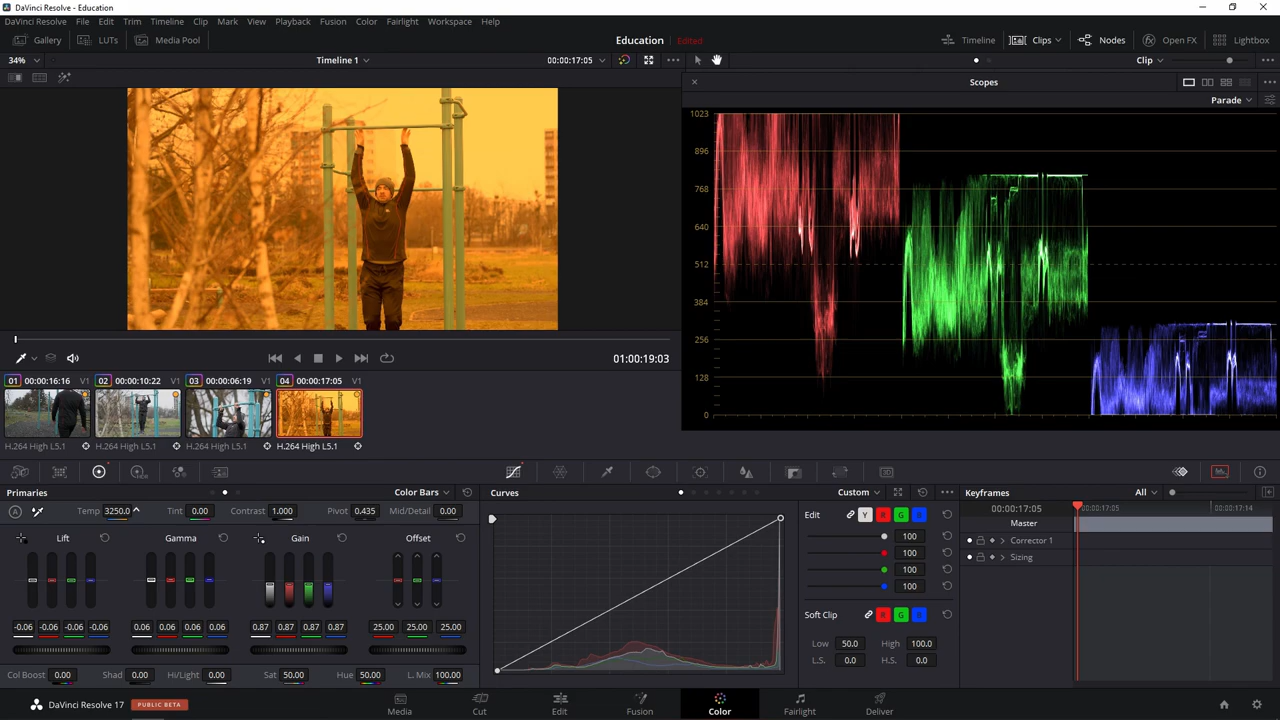 DaVinci Resolve - Education
DaVinci Resolve File Edit Trim Timeline Clip Mark View Playback Fusion Color Fairlight Workspace Help
Gallery LUTs Media Pool Education Edited Timeline Clips Nodes Open FX Lightbox
34% Timeline 1 00:00:17:05 Clip
Scopes
Parade
1023
896
768
640
512
384
256
128
0
01:00:19:03
01 00:00:16:16 V1 02 00:00:10:22 V1 03 00:00:06:19 V1 04 00:00:17:05 V1
H.264 High L5.1 H.264 High L5.1 H.264 High L5.1 H.264 High L5.1
Primaries Color Bars Curves Custom Keyframes All
A Temp 3250.0 Tint 0.00 Contrast 1.000 Pivot 0.435 Mid/Detail 0.00
Lift Gamma Gain Offset
-0.06 -0.06 -0.06 -0.06 0.06 0.06 0.06 0.06 0.87 0.87 0.87 0.87 25.00 25.00 25.00
Col Boost 0.00 Shad 0.00 Hi/Light 0.00 Sat 50.00 Hue 50.00 L. Mix 100.00
Edit Y R G B
100
100
100
100
Soft Clip R G B
Low 50.0 High 100.0
L.S. 0.0 H.S. 0.0
00:00:17:05 00:00:17:05 00:00:17:14
Master
Corrector 1
Sizing
DaVinci Resolve 17 PUBLIC BETA Media Cut Edit Fusion Color Fairlight Deliver